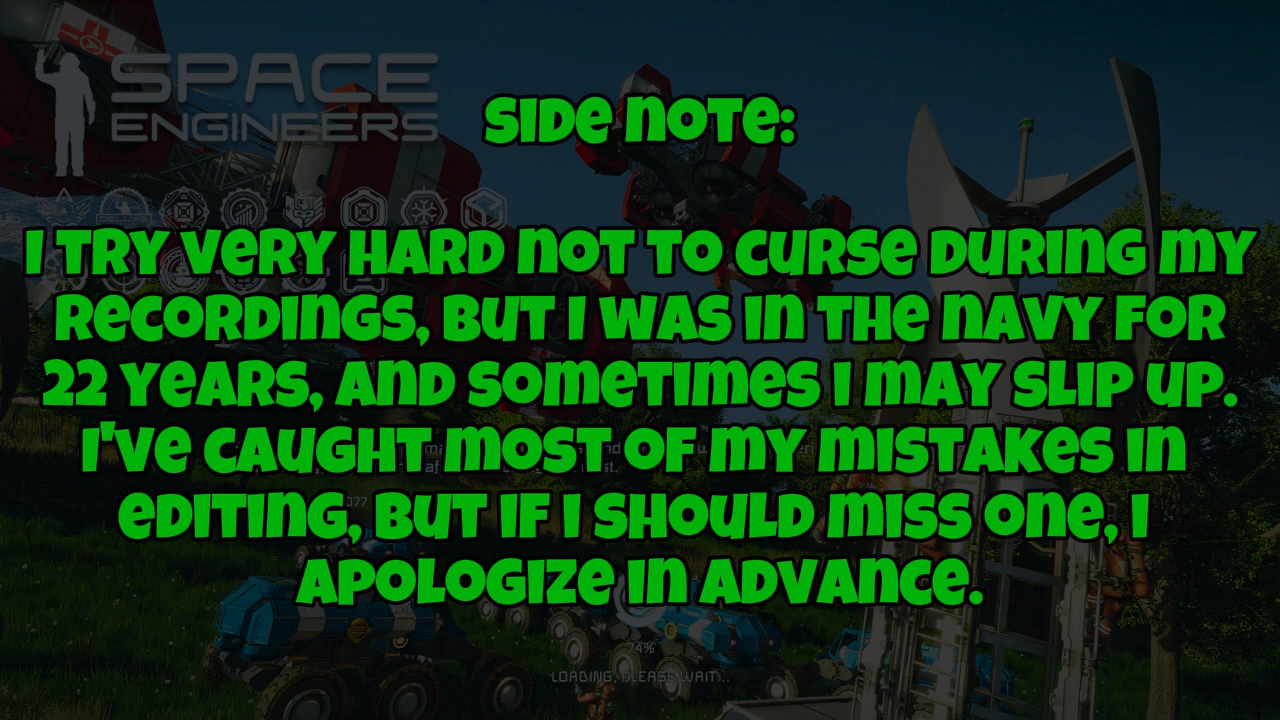 SPACE
ENGINEERS
DELUXE
SIDE NOTE:
I TRY VERY HARD NOT TO CURSE DURING MY
RECORDINGS, BUT I WAS IN THE NAVY FOR
22 YEARS, AND SOMETIMES I MAY SLIP UP.
I'VE CAUGHT MOST OF MY MISTAKES IN
EDITING, BUT IF I SHOULD MISS ONE, I
APOLOGIZE IN ADVANCE.
74%
LOADING, PLEASE WAIT...